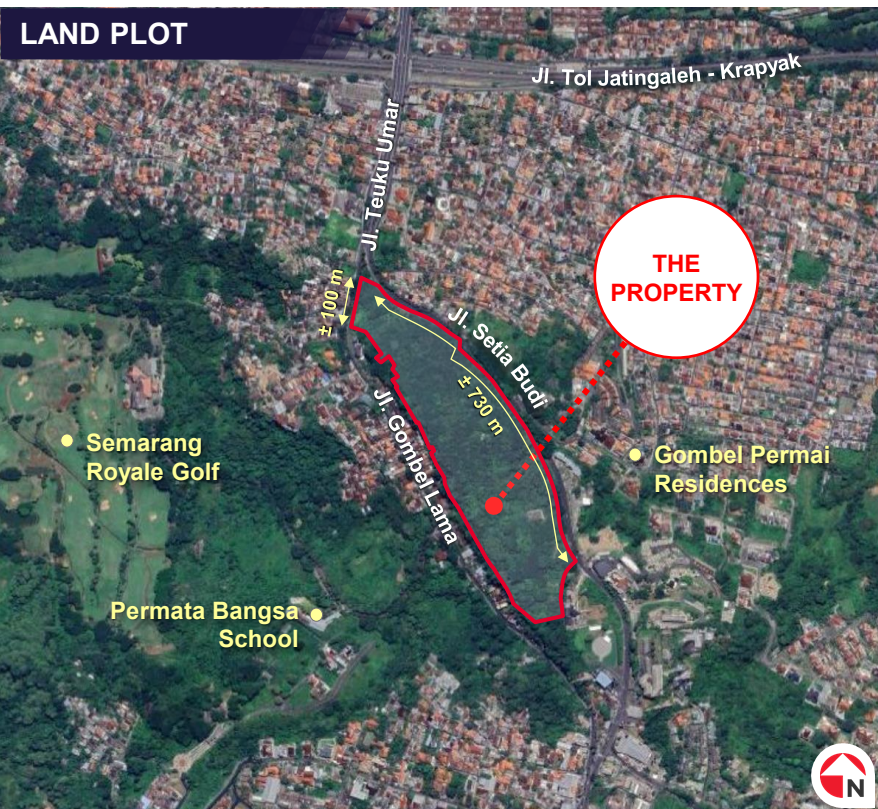 LAND PLOT
Jl. Tol Jatingaleh - Krapyak
Jl. Teuku Umar
THE
PROPERTY
± 100 m
Jl. Setia Budi
± 730 m
Jl. Gombel Lama
Semarang
Royale Golf
Gombel Permai
Residences
Permata Bangsa
School
N